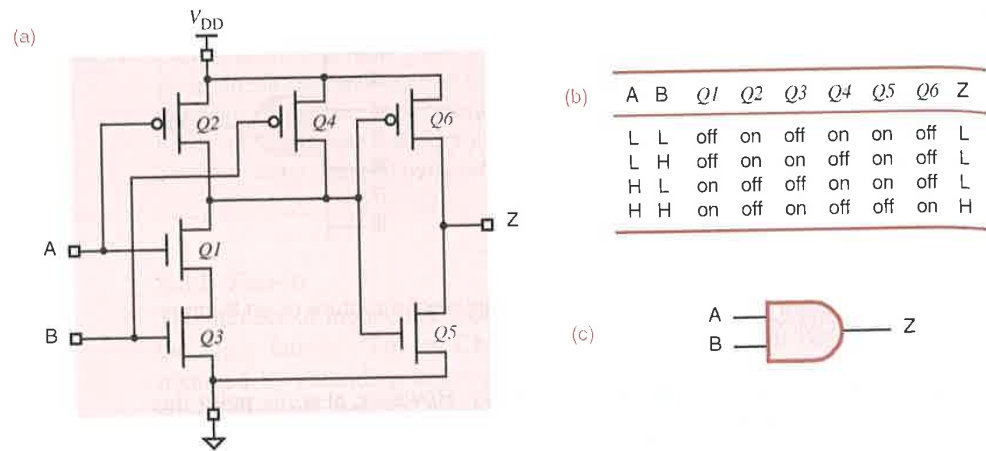 (a)
V_DD
Q2
Q4
Q6
A
Q1
Z
B
Q3
Q5
(b)
A B Q1 Q2 Q3 Q4 Q5 Q6 Z
L L off on off on on off L
L H off on on off on off L
H L on off off on on off L
H H on off on off off on H
(c)
A
B
Z